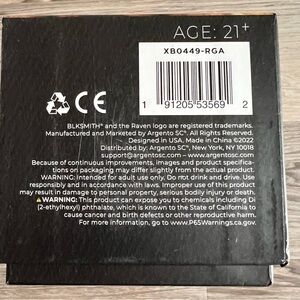 AGE: 21+
XB0449-RGA
1 91205 53569 2
CE
BLKSMITH® and the Raven logo are registered trademarks.
Manufactured and Marketed by Argento SC®. All Rights Reserved.
Designed in USA. Made in China ©2022
Distributed by: Argento SC®, New York, NY 10018
support@argentosc.com - www.argentosc.com
Because of continuous improvements, images and product specifica-
tions on packaging may differ slightly from the actual product.
WARNING: Intended for adult use only. Do not drink and drive. Use
responsibly and in accordance with laws. Improper use of this product may
result in damage to personal property, serious bodily injury or death.
⚠WARNING: This product can expose you to chemicals including Di
(2-ethylhexyl) phthalate, which is known to the State of California to
cause cancer and birth defects or other reproductive harm.
For more information, go to www.P65Warnings.ca.gov.